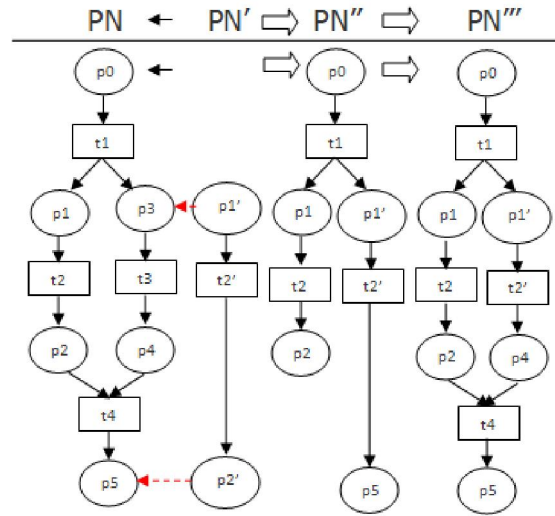 PN PN′ PN″ PN‴
p0 p0 p0
t1 t1 t1
p1 p3 p1' p1 p1' p1 p1'
t2 t3 t2' t2 t2' t2 t2'
p2 p4 p2 p2 p4
t4 t4
p5 p2' p5 p5